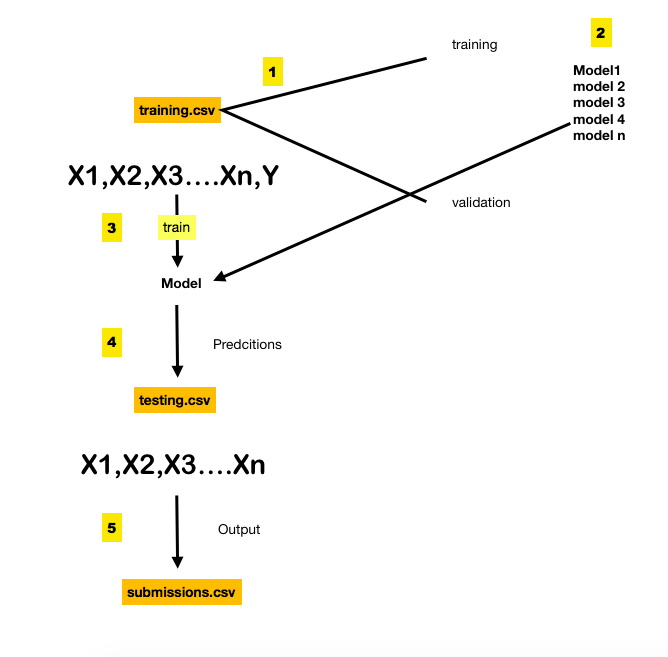 2
training
1
Model1
model 2
training.csv
model 3
model 4
model n
X1,X2,X3....Xn,Y
validation
3
train
Model
4
Predcitions
testing.csv
X1,X2,X3....Xn
5
Output
submissions.csv